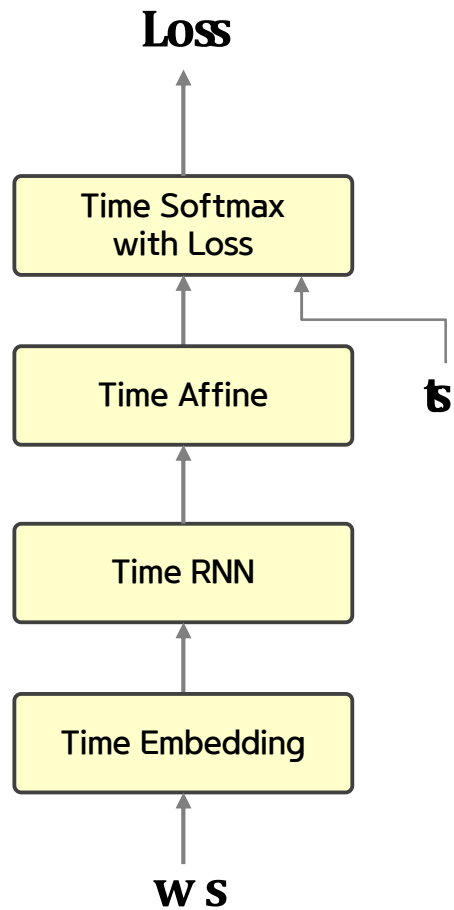 Loss
Time Softmax
with Loss
Time Affine
ts
Time RNN
Time Embedding
w s